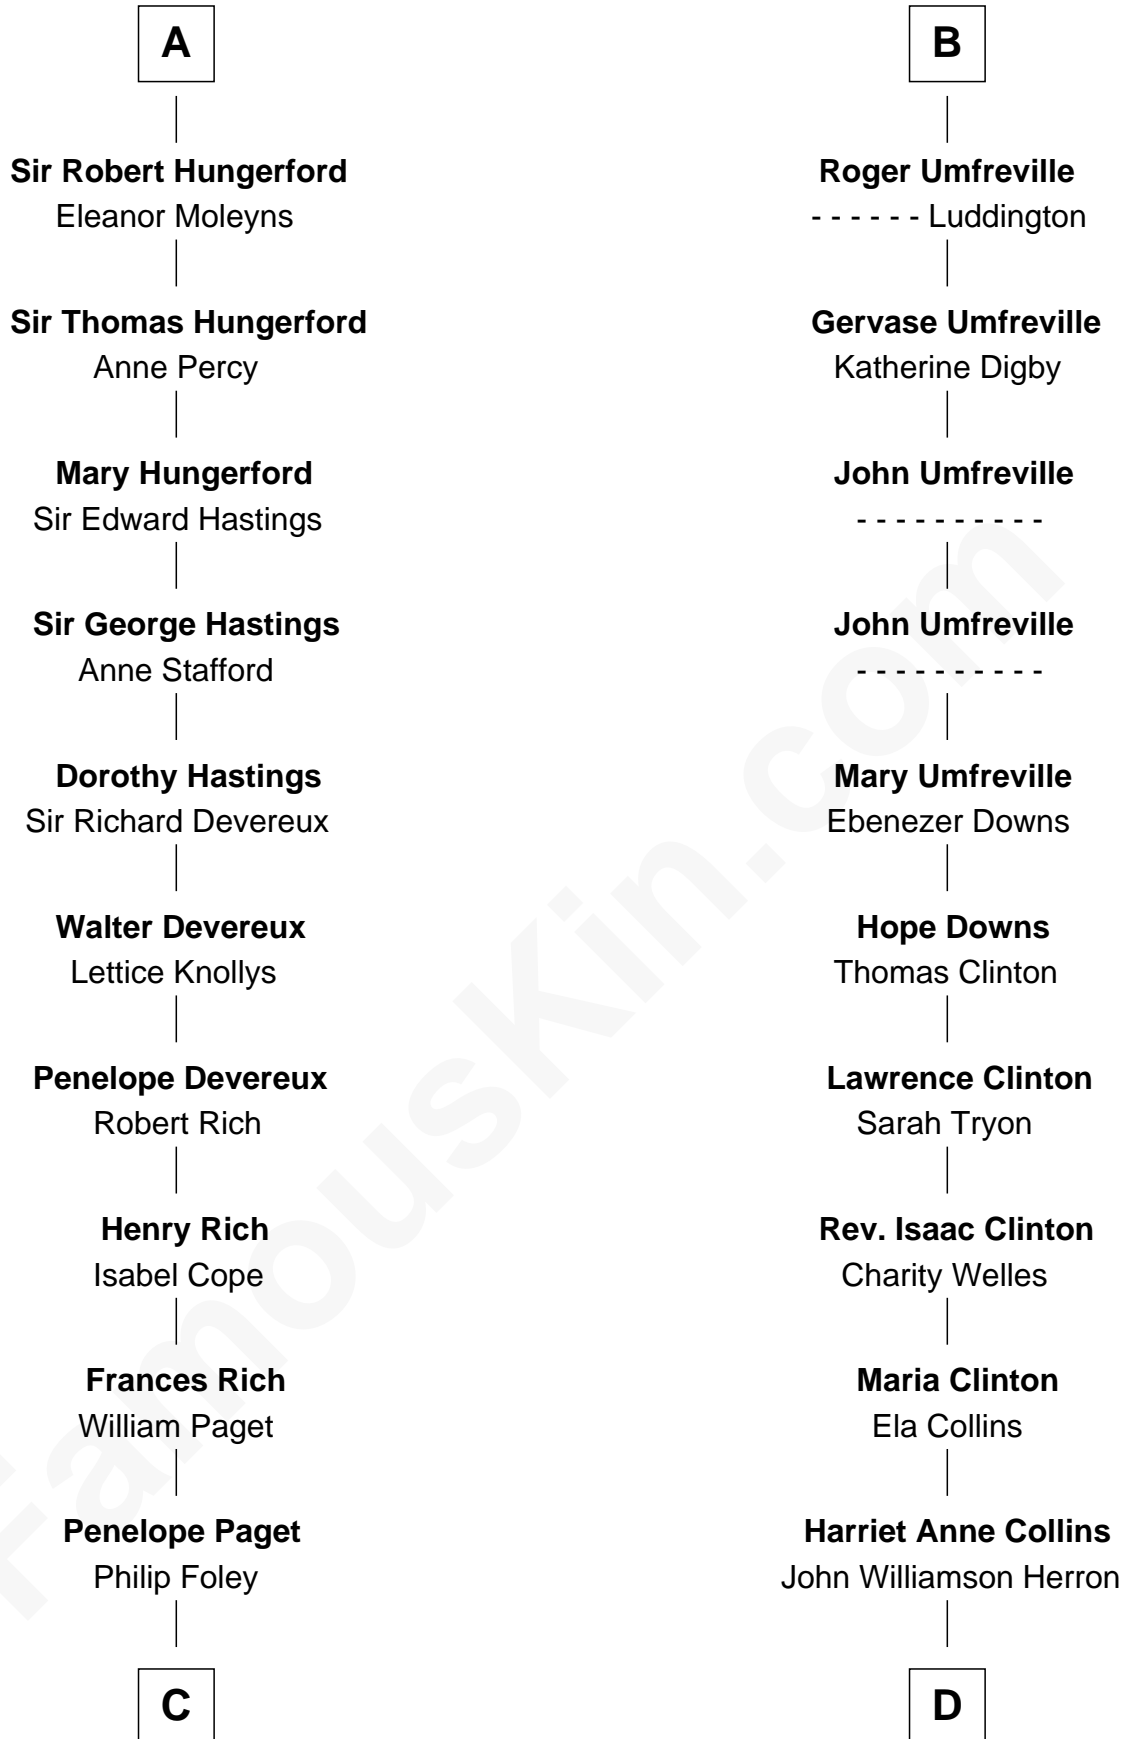 A
Sir Robert Hungerford
Eleanor Moleyns
Sir Thomas Hungerford
Anne Percy
Mary Hungerford
Sir Edward Hastings
Sir George Hastings
Anne Stafford
Dorothy Hastings
Sir Richard Devereux
Walter Devereux
Lettice Knollys
Penelope Devereux
Robert Rich
Henry Rich
Isabel Cope
Frances Rich
William Paget
Penelope Paget
Philip Foley
C
B
Roger Umfreville
- - - - - - Luddington
Gervase Umfreville
Katherine Digby
John Umfreville
- - - - - - - - - -
John Umfreville
- - - - - - - - - -
Mary Umfreville
Ebenezer Downs
Hope Downs
Thomas Clinton
Lawrence Clinton
Sarah Tryon
Rev. Isaac Clinton
Charity Welles
Maria Clinton
Ela Collins
Harriet Anne Collins
John Williamson Herron
D
FamousKin.com